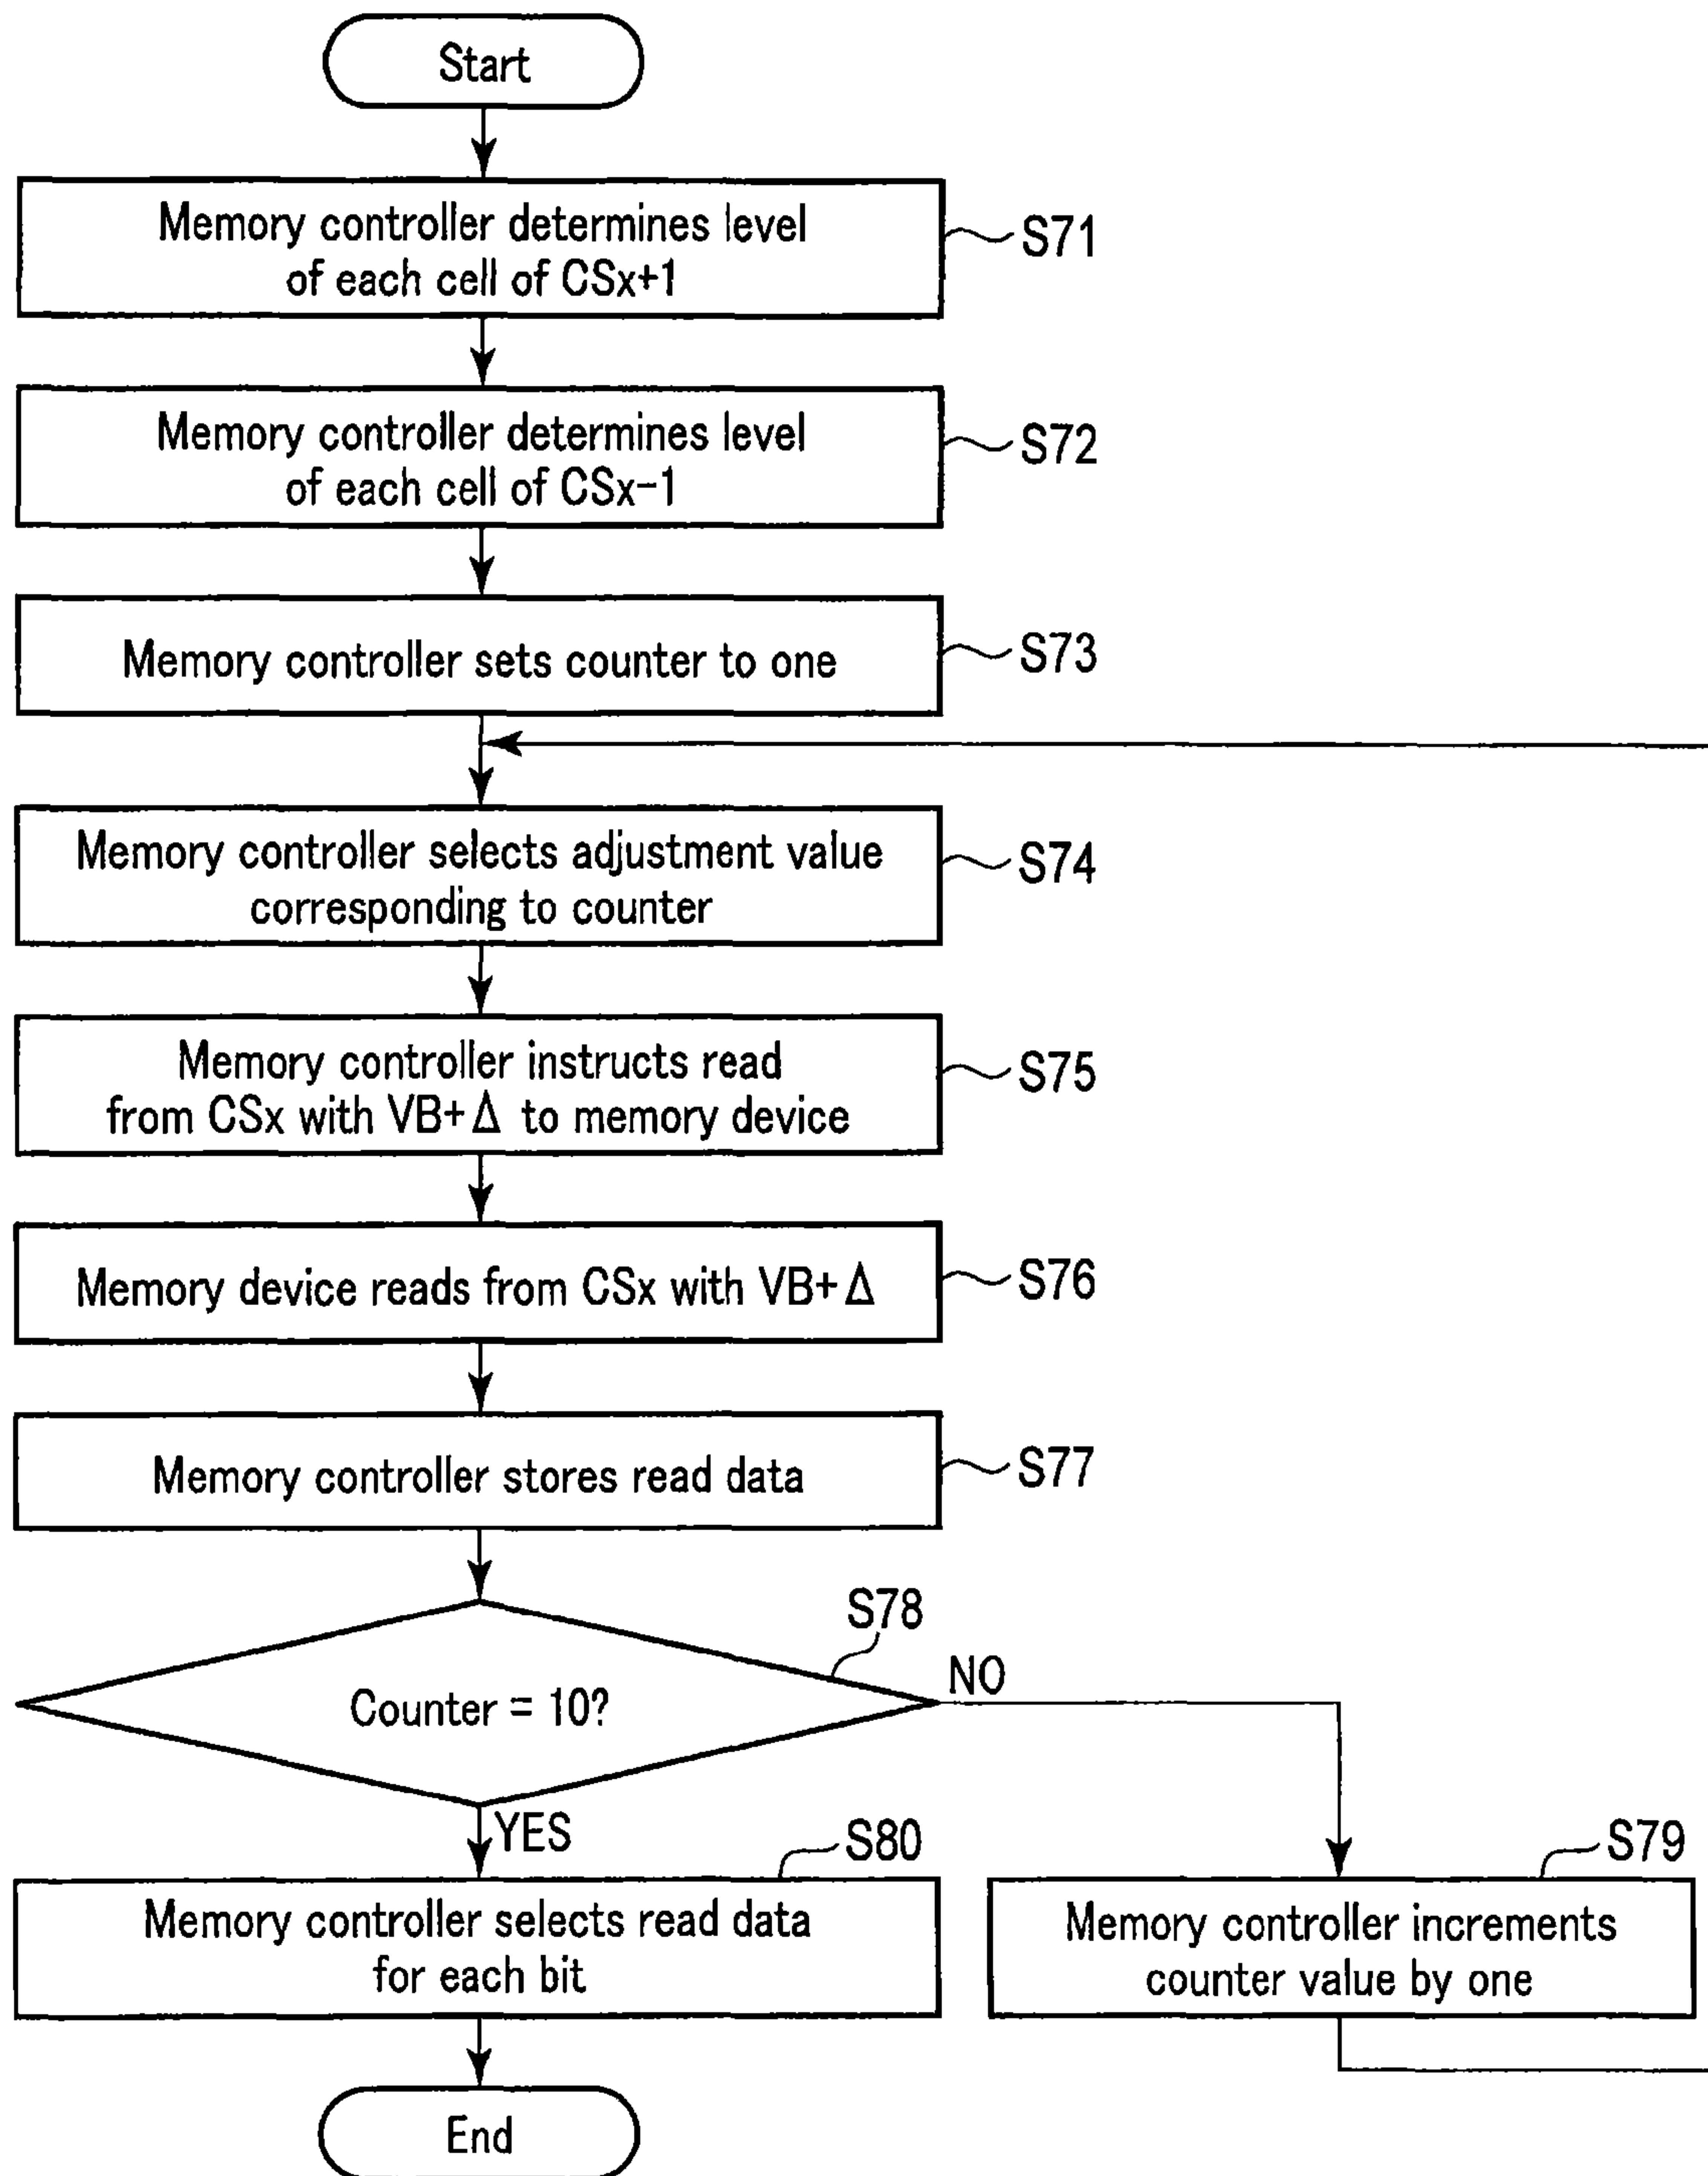 Start
Memory controller determines level
of each cell of CSx+1
S71
Memory controller determines level
of each cell of CSx-1
S72
Memory controller sets counter to one
S73
Memory controller selects adjustment value
corresponding to counter
S74
Memory controller instructs read
from CSx with VB+Δ to memory device
S75
Memory device reads from CSx with VB+Δ
S76
Memory controller stores read data
S77
S78
Counter = 10?
NO
YES
S80
Memory controller selects read data
for each bit
S79
Memory controller increments
counter value by one
End